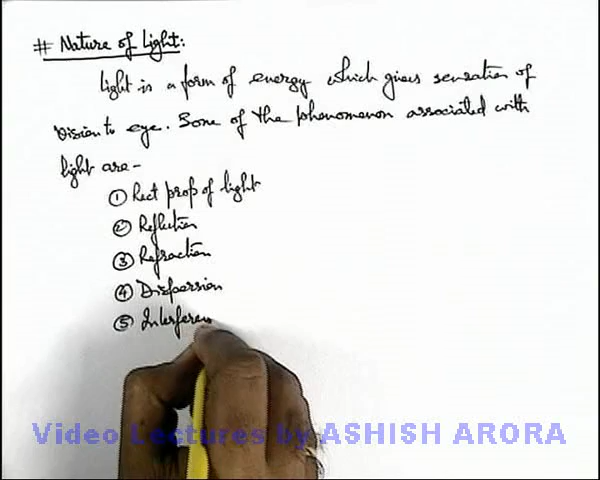 # Nature of Light:
Light is a form of energy which gives sensation of
vision to eye. Some of the phenomenon associated with
light are -
① Rect prop of light
② Reflection
③ Refraction
④ Dispersion
⑤ Interferen
Video Lectures by ASHISH ARORA